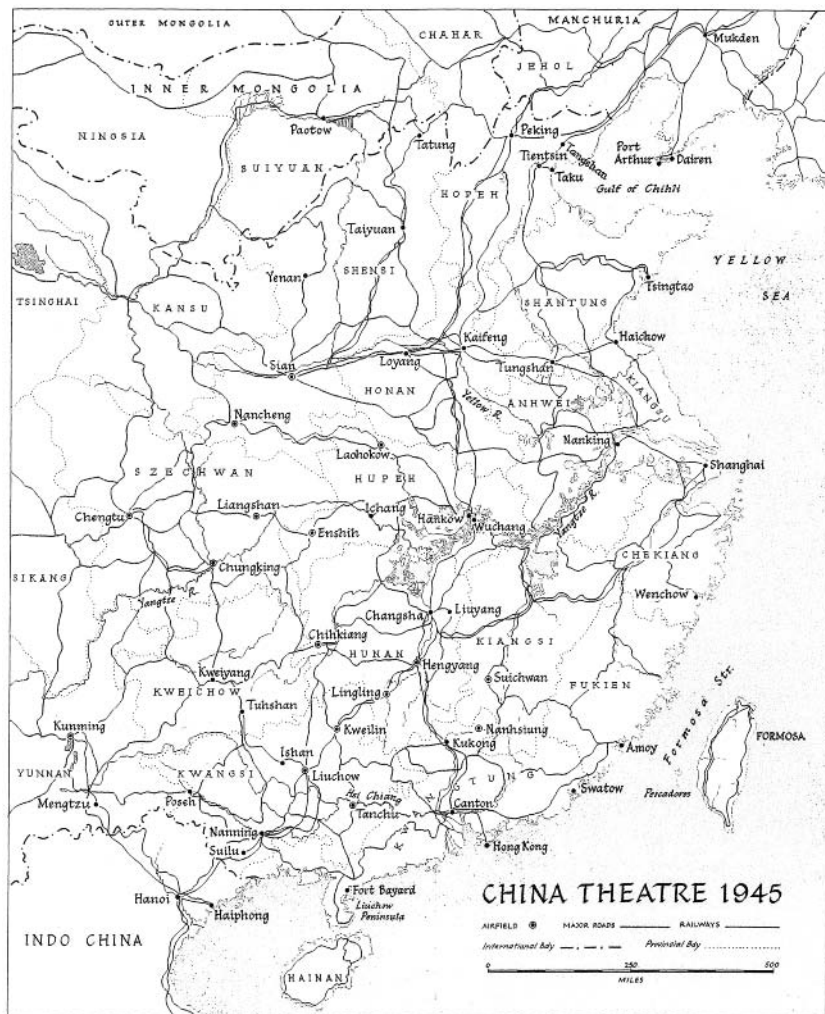 OUTER MONGOLIA
MANCHURIA
CHAHAR
Mukden
JEHOL
INNER MONGOLIA
NINGSIA
Paotow
Tatung
Peking
Tangshan
Tientsin
Taku
Port Arthur
Dairen
Gulf of Chihli
SUIYUAN
HOPEH
Taiyuan
YELLOW SEA
Yenan
SHENSI
Tsingtao
TSINGHAI
KANSU
SHANTUNG
Kaifeng
Haichow
Sian
Loyang
Tungshan
HONAN
Yellow R.
ANHWEI
KIANGSU
Nancheng
Nanking
Laohokow
SZECHWAN
HUPEH
Shanghai
Chengtu
Liangshan
Ichang
Hankow
Wuchang
Yangtze R.
Enshih
CHEKIANG
SIKANG
Chungking
Yangtze R.
Wenchow
Changsha
Liuyang
Chihkiang
KIANGSI
HUNAN
Hengyang
Kweiyang
KWEICHOW
Suichwan
Lingling
FUKIEN
Tuhshan
Formosa Str.
Kunming
Kweilin
Nanhsiung
FORMOSA
Kukong
Amoy
Ishan
YUNNAN
KWANGSI
Liuchow
KWANGTUNG
Hsi Chiang
Swatow
Pescadores
Mengtzu
Poseh
Tanchu
Canton
Nanning
Suilu
Hong Kong
Hanoi
Fort Bayard
Haiphong
Liuchow
Peninsula
INDO CHINA
HAINAN
CHINA THEATRE 1945
AIRFIELD MAJOR ROADS RAILWAYS
International Bdy Provincial Bdy
0 250 500
MILES